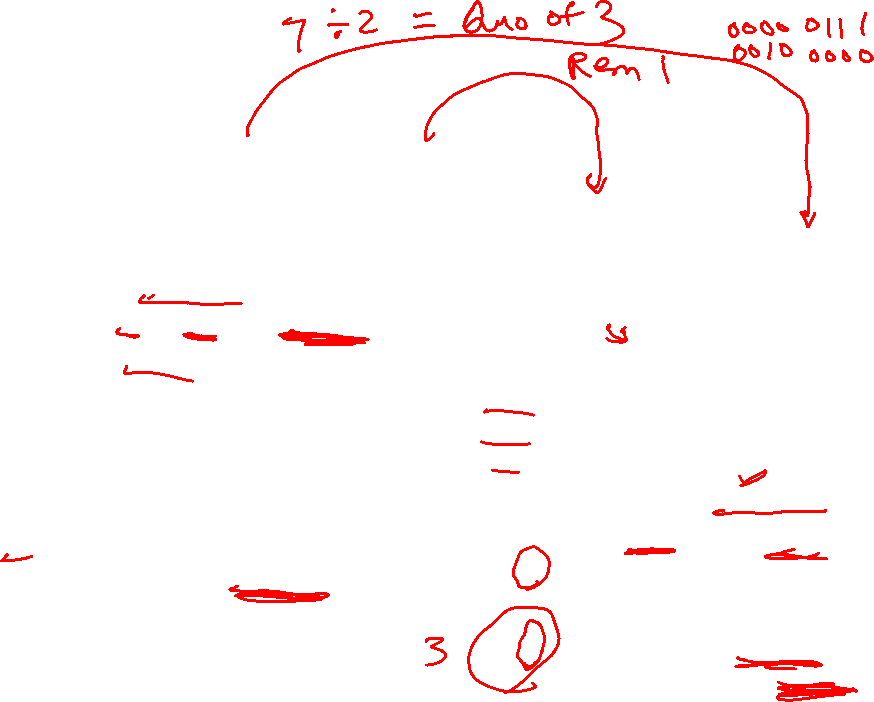 7 ÷ 2 = Quo of 3
Rem 1
0000 0111
0010 0000
3